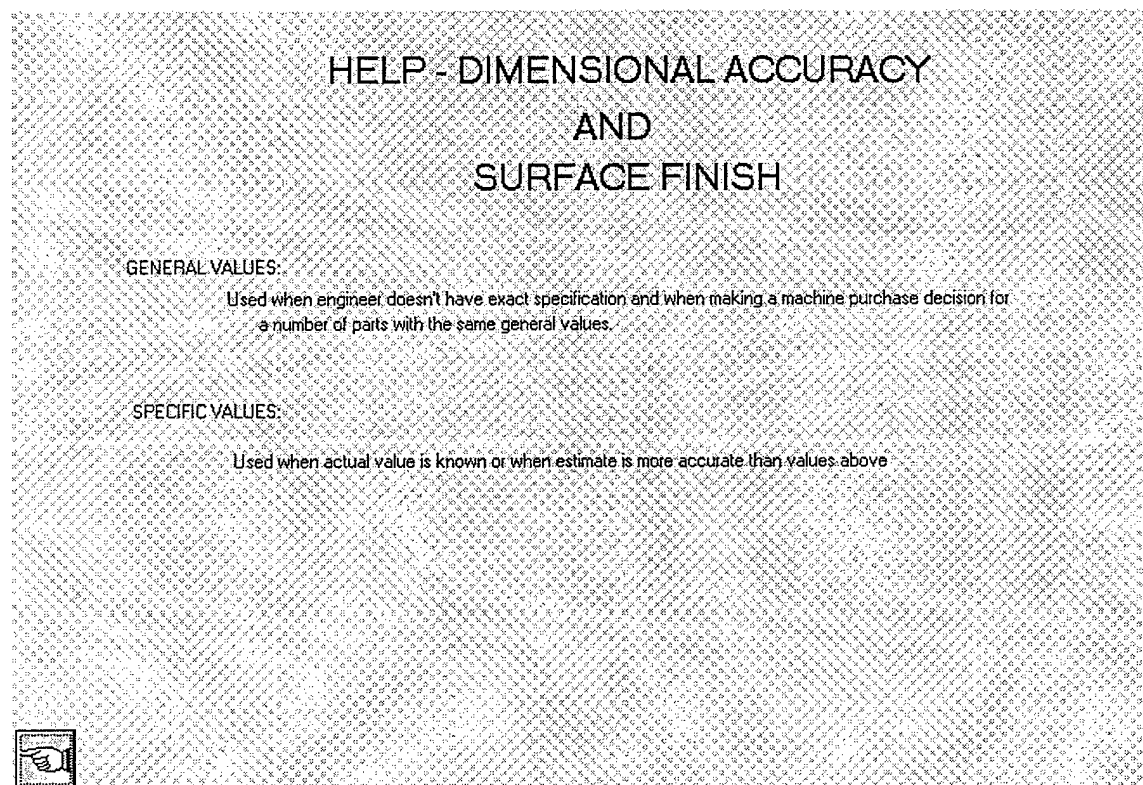 HELP - DIMENSIONAL ACCURACY
AND
SURFACE FINISH
GENERAL VALUES:
Used when engineer doesn't have exact specification and when making a machine purchase decision for
a number of parts with the same general values.
SPECIFIC VALUES:
Used when actual value is known or when estimate is more accurate than values above